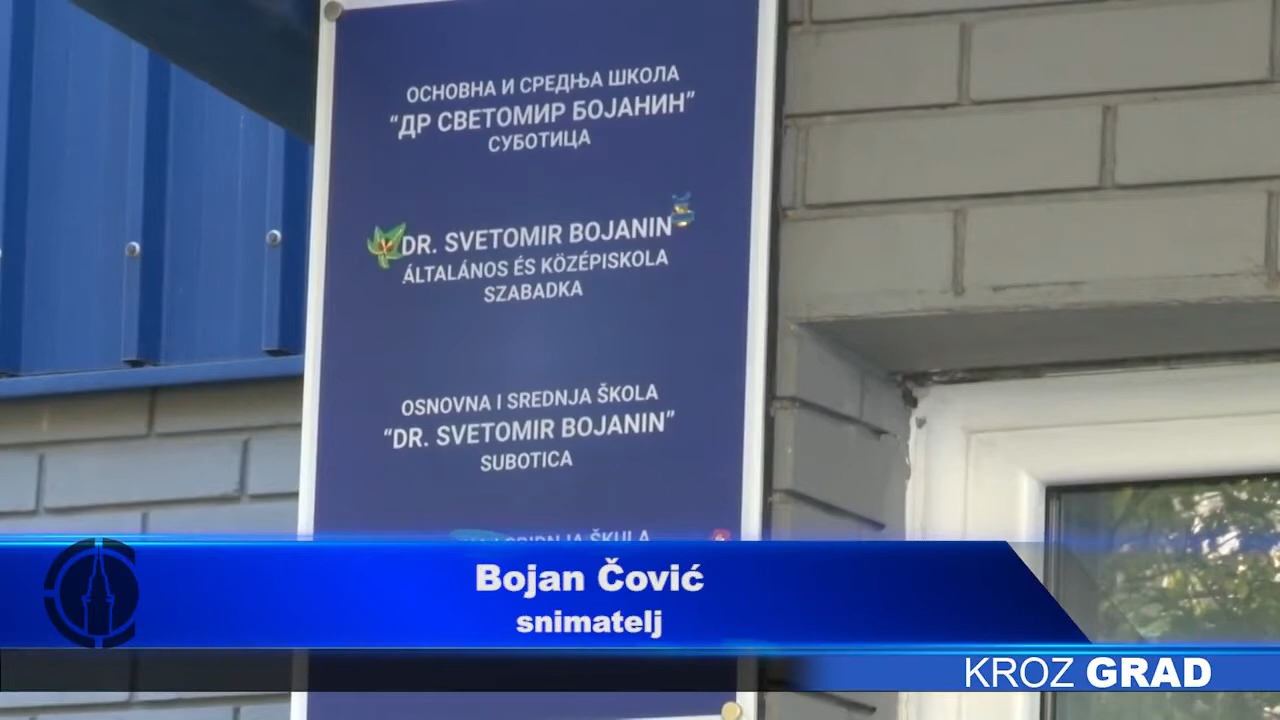 ОСНОВНА И СРЕДЊА ШКОЛА
“ДР СВЕТОМИР БОЈАНИН”
СУБОТИЦА
DR. SVETOMIR BOJANIN
ÁLTALÁNOS ÉS KÖZÉPISKOLA
SZABADKA
OSNOVNA I SREDNJA ŠKOLA
“DR. SVETOMIR BOJANIN”
SUBOTICA
ŠKULA
Bojan Čović
snimatelj
KROZ GRAD